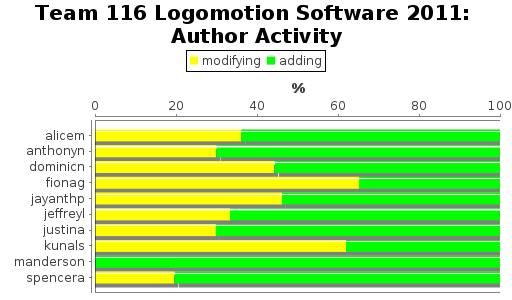 Team 116 Logomotion Software 2011:
Author Activity
modifying adding
%
0 20 40 60 80 100
alicem
anthonyn
dominicn
fionag
jayanthp
jeffreyl
justina
kunals
manderson
spencera